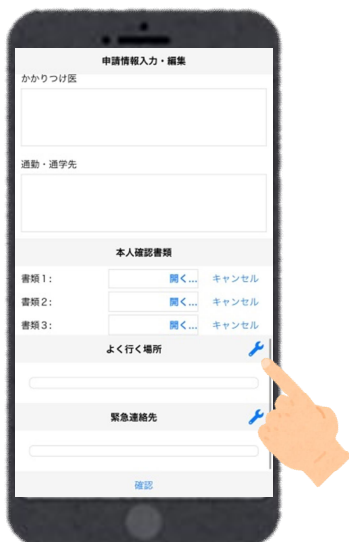 申請情報入力・編集
かかりつけ医
通勤・通学先
本人確認書類
書類１: 開く... キャンセル
書類２: 開く... キャンセル
書類３: 開く... キャンセル
よく行く場所
緊急連絡先
確認